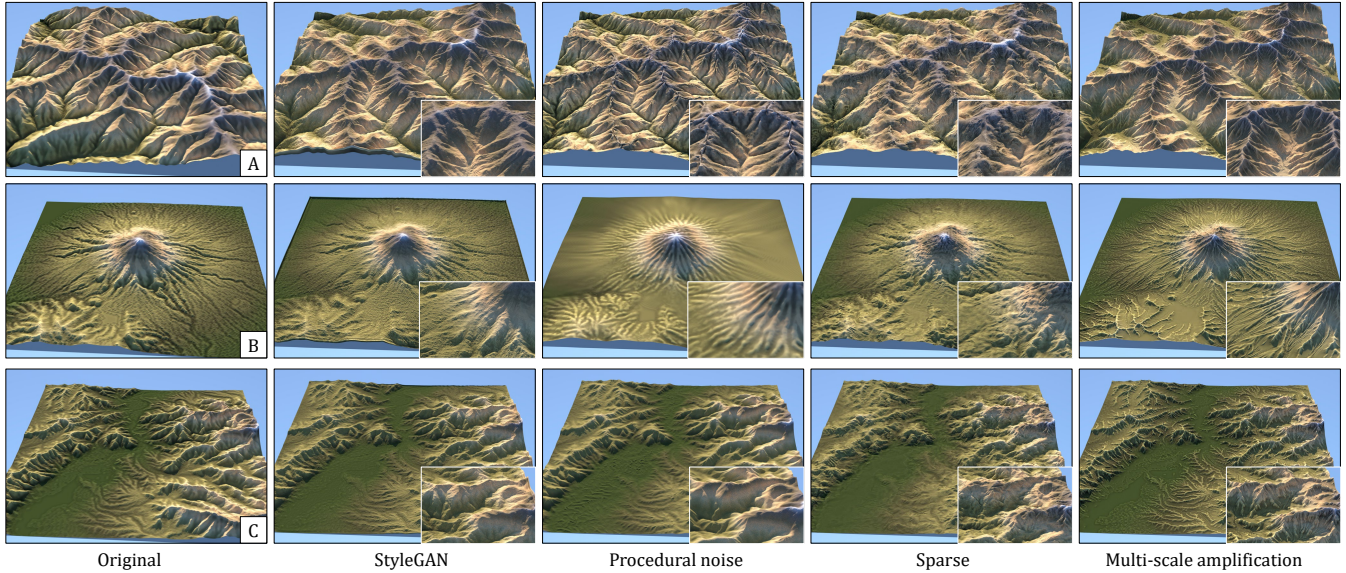 A
B
C
Original StyleGAN Procedural noise Sparse Multi-scale amplification